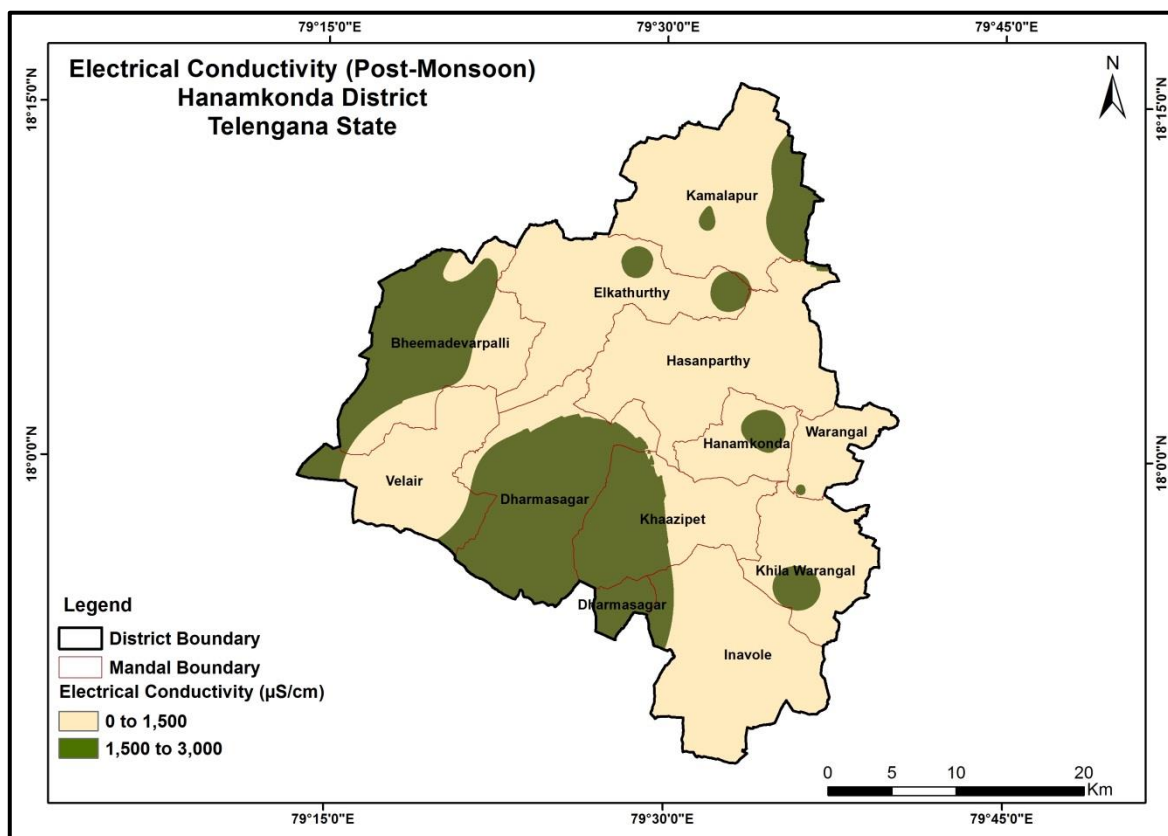 79°15'0"E
79°30'0"E
79°45'0"E
Electrical Conductivity (Post-Monsoon)
Hanamkonda District
Telengana State
N
18°15'0"N
18°15'0"N
Kamalapur
Elkathurthy
Bheemadevarpalli
Hasanparthy
Hanamkonda
Warangal
18°0'0"N
18°0'0"N
Velair
Dharmasagar
Khaazipet
Khila Warangal
Dharmasagar
Inavole
Legend
District Boundary
Mandal Boundary
Electrical Conductivity (µS/cm)
0 to 1,500
1,500 to 3,000
0 5 10 20
Km
79°15'0"E
79°30'0"E
79°45'0"E